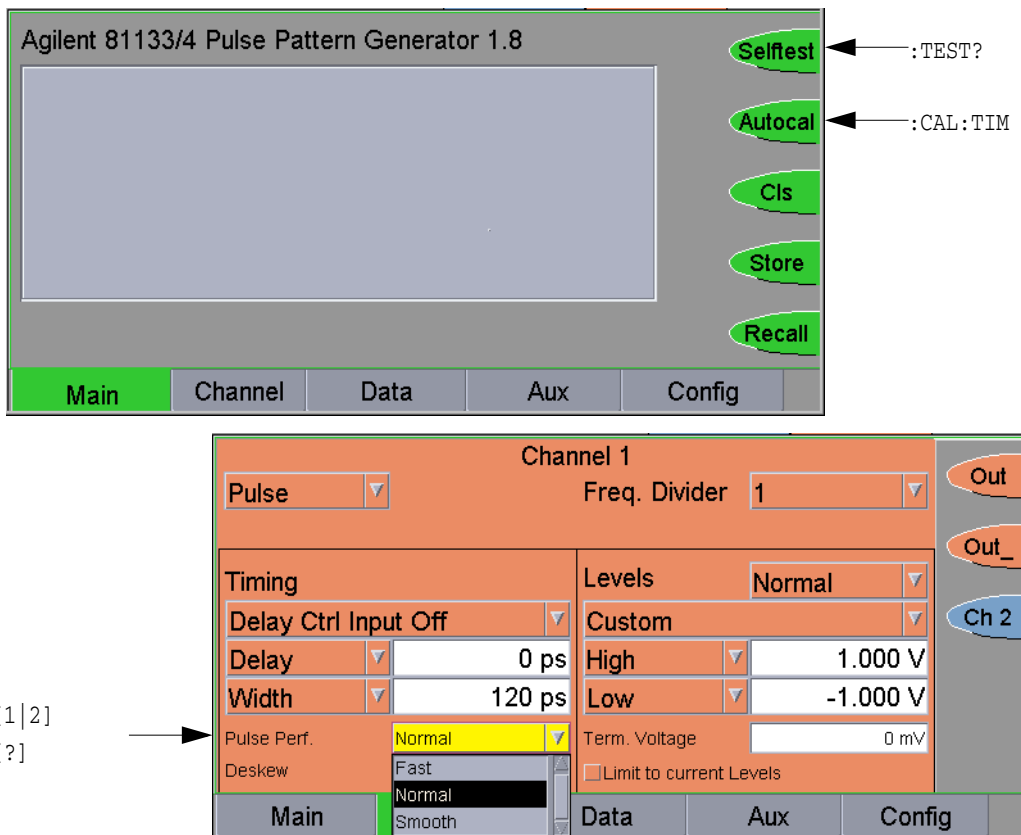 Agilent 81133/4 Pulse Pattern Generator 1.8
Selftest :TEST?
Autocal :CAL:TIM
Cls
Store
Recall
Main Channel Data Aux Config
Channel 1
Pulse Freq. Divider 1 Out
Out_
Timing Levels Normal
Delay Ctrl Input Off Custom Ch 2
Delay 0 ps High 1.000 V
Width 120 ps Low -1.000 V
1|2]
Pulse Perf. Normal Term. Voltage 0 mV
?]
Deskew Fast Limit to current Levels
Normal
Main Smooth Data Aux Config